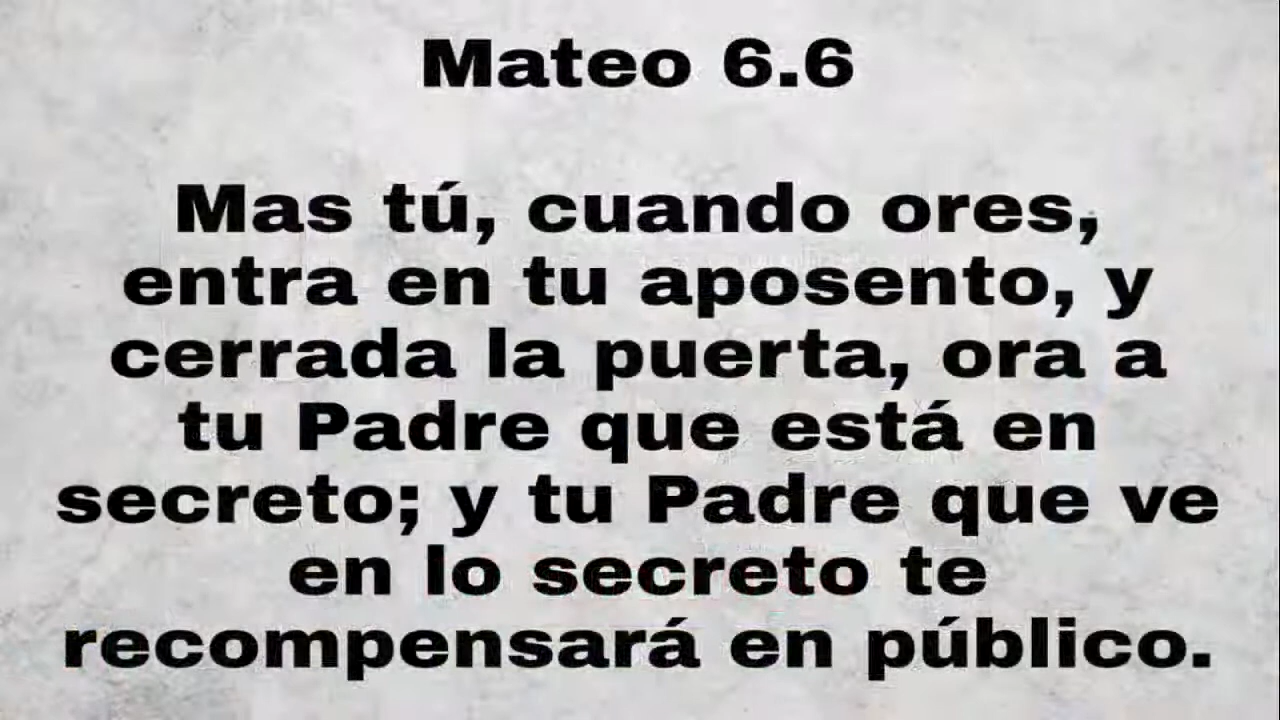 Mateo 6.6
Mas tú, cuando ores,
entra en tu aposento, y
cerrada la puerta, ora a
tu Padre que está en
secreto; y tu Padre que ve
en lo secreto te
recompensará en público.